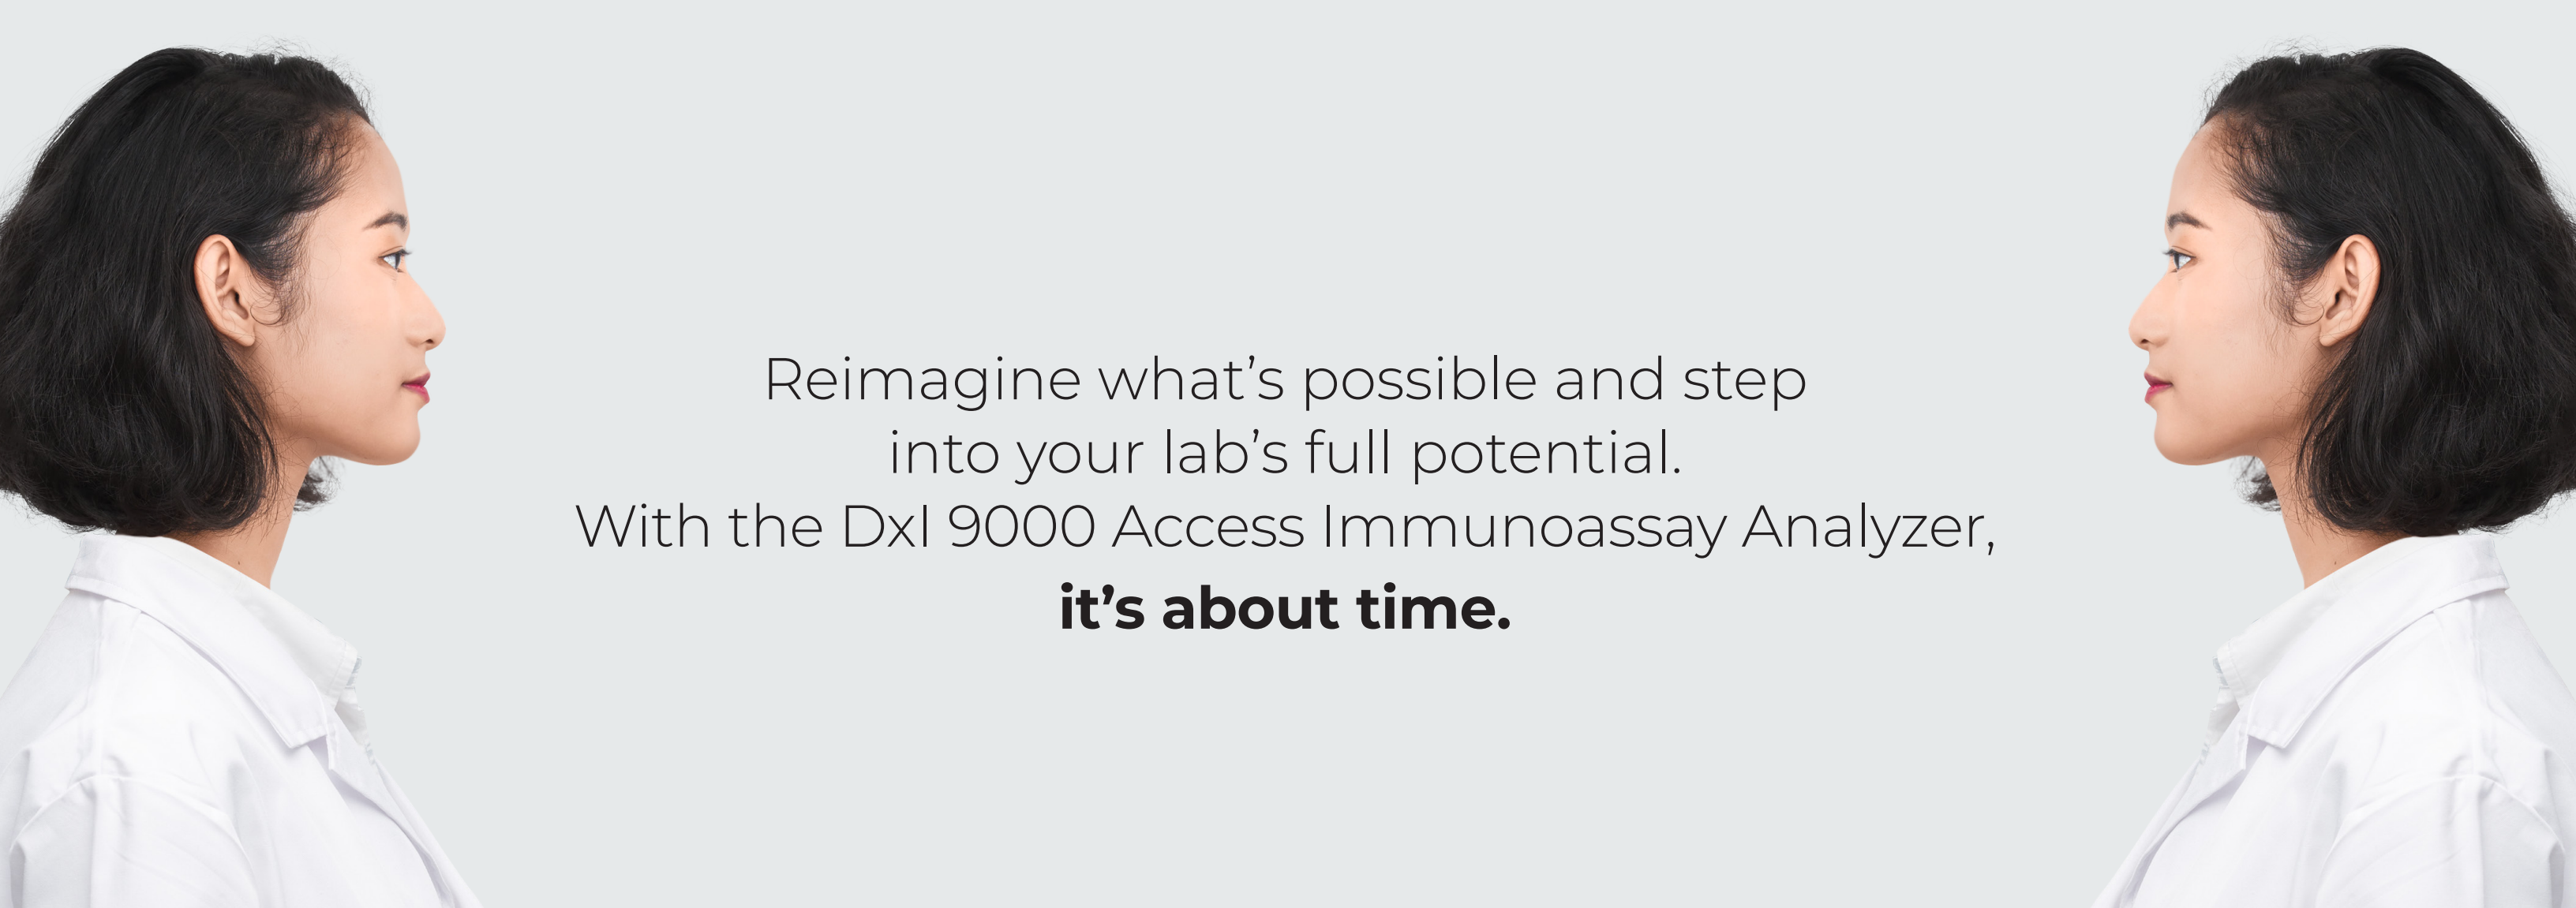 Reimagine what’s possible and step
into your lab’s full potential.
With the DxI 9000 Access Immunoassay Analyzer,
it’s about time.